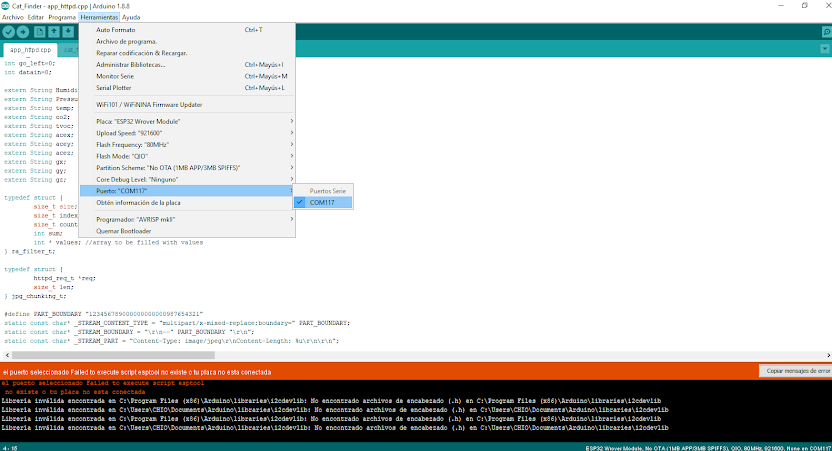 Cat_Finder - app_httpd.cpp | Arduino 1.8.8
Archivo Editar Programa Herramientas Ayuda
app_httpd.cpp
Auto Formato Ctrl+T
Archivo de programa.
Reparar codificación & Recargar.
Administrar Bibliotecas... Ctrl+Mayús+I
Monitor Serie Ctrl+Mayús+M
Serial Plotter Ctrl+Mayús+L
WiFi101 / WiFiNINA Firmware Updater
Placa: "ESP32 Wrover Module"
Upload Speed: "921600"
Flash Frequency: "80MHz"
Flash Mode: "QIO"
Partition Scheme: "No OTA (1MB APP/3MB SPIFFS)"
Core Debug Level: "Ninguno"
Puerto: "COM117"
Obtén información de la placa
Programador: "AVRISP mkII"
Quemar Bootloader
Puertos Serie
COM117
int go_left=0;
int datain=0;
extern String Humidi
extern String Pressu
extern String temp;
extern String co2;
extern String tvoc;
extern String acex;
extern String acey;
extern String acez;
extern String gx;
extern String gy;
extern String gz;
typedef struct {
size_t size;
size_t index
size_t count
int sum;
int * values; //array to be filled with values
} ra_filter_t;
typedef struct {
httpd_req_t *req;
size_t len;
} jpg_chunking_t;
#define PART_BOUNDARY "123456789000000000000987654321"
static const char* _STREAM_CONTENT_TYPE = "multipart/x-mixed-replace;boundary=" PART_BOUNDARY;
static const char* _STREAM_BOUNDARY = "\r\n--" PART_BOUNDARY "\r\n";
static const char* _STREAM_PART = "Content-Type: image/jpeg\r\nContent-Length: %u\r\n\r\n";
el puerto seleccionado Failed to execute script esptool no existe o tu placa no esta conectada
Copiar mensajes de error
el puerto seleccionado failed to execute script esptool
no existe o tu placa no esta conectada
Librería inválida encontrada en C:\Program Files (x86)\Arduino\libraries\i2cdevlib: No encontrado archivos de encabezado (.h) en C:\Program Files (x86)\Arduino\libraries\i2cdevlib
Librería inválida encontrada en C:\Users\CHIO\Documents\Arduino\libraries\i2cdevlib: No encontrado archivos de encabezado (.h) en C:\Users\CHIO\Documents\Arduino\libraries\i2cdevlib
Librería inválida encontrada en C:\Program Files (x86)\Arduino\libraries\i2cdevlib: No encontrado archivos de encabezado (.h) en C:\Program Files (x86)\Arduino\libraries\i2cdevlib
Librería inválida encontrada en C:\Users\CHIO\Documents\Arduino\libraries\i2cdevlib: No encontrado archivos de encabezado (.h) en C:\Users\CHIO\Documents\Arduino\libraries\i2cdevlib
4 - 15
ESP32 Wrover Module, No OTA (1MB APP/3MB SPIFFS), QIO, 80MHz, 921600, None on COM117